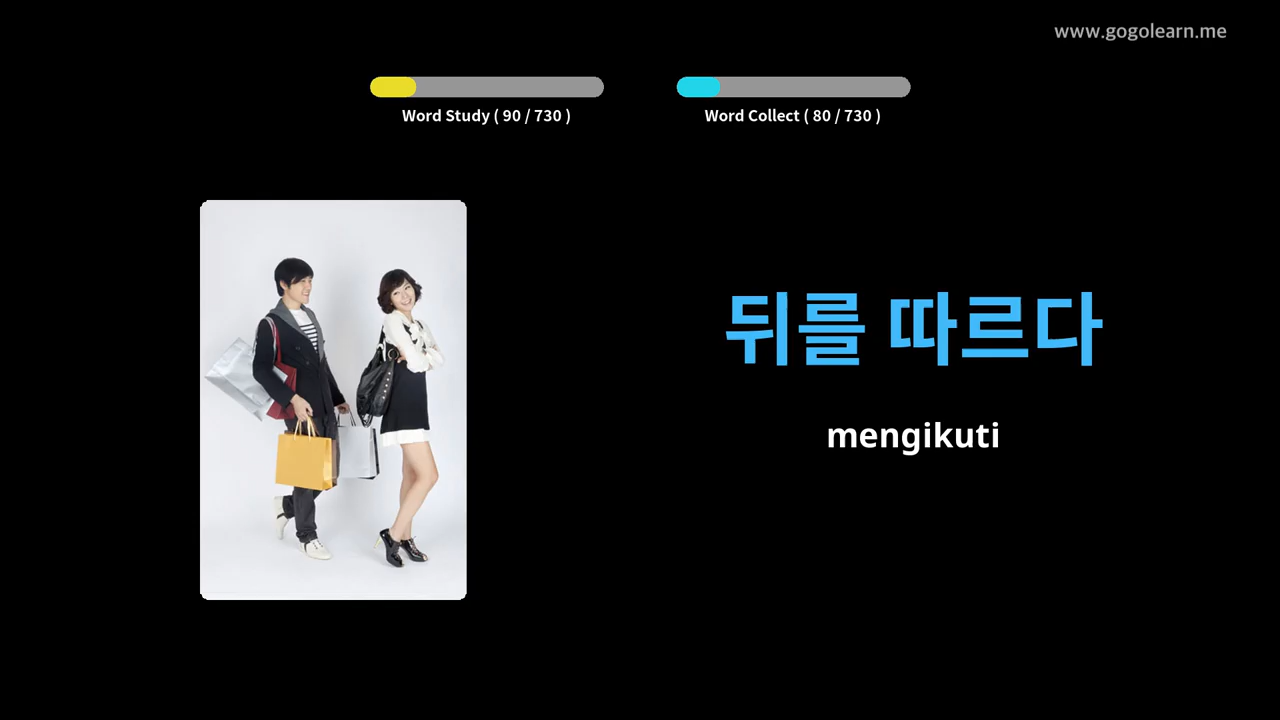 www.gogolearn.me
Word Study ( 90 / 730 )
Word Collect ( 80 / 730 )
뒤를 따르다
mengikuti